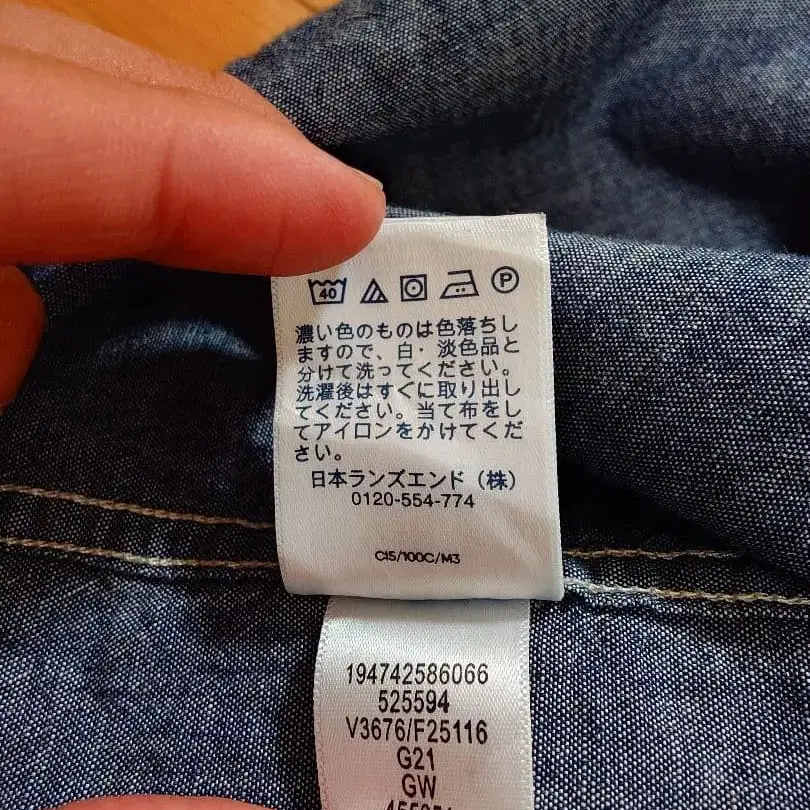 40 P
濃い色のものは色落ちし
ますので、白・淡色品と
分けて洗ってください。
洗濯後はすぐに取り出し
てください。当て布をし
てアイロンをかけてくだ
さい。
日本ランズエンド（株）
0120-554-774
C15/100C/M3
194742586066
525594
V3676/F25116
G21
GW